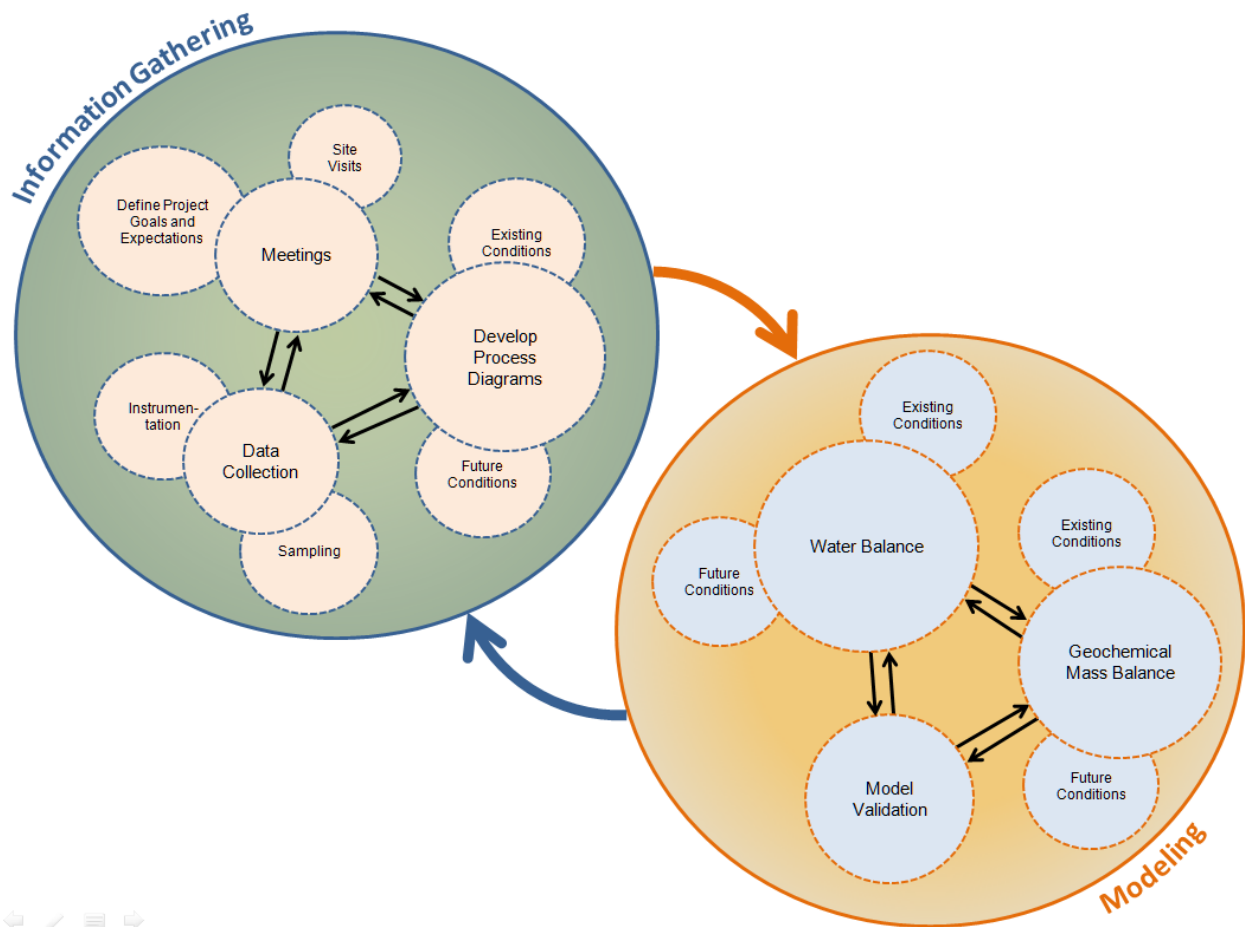 Information Gathering
Site
Visits
Define Project
Goals and
Expectations
Meetings
Existing
Conditions
Develop
Process
Diagrams
Instrumen-
tation
Data
Collection
Future
Conditions
Sampling
Existing
Conditions
Water Balance
Existing
Conditions
Future
Conditions
Geochemical
Mass Balance
Model
Validation
Future
Conditions
Modeling